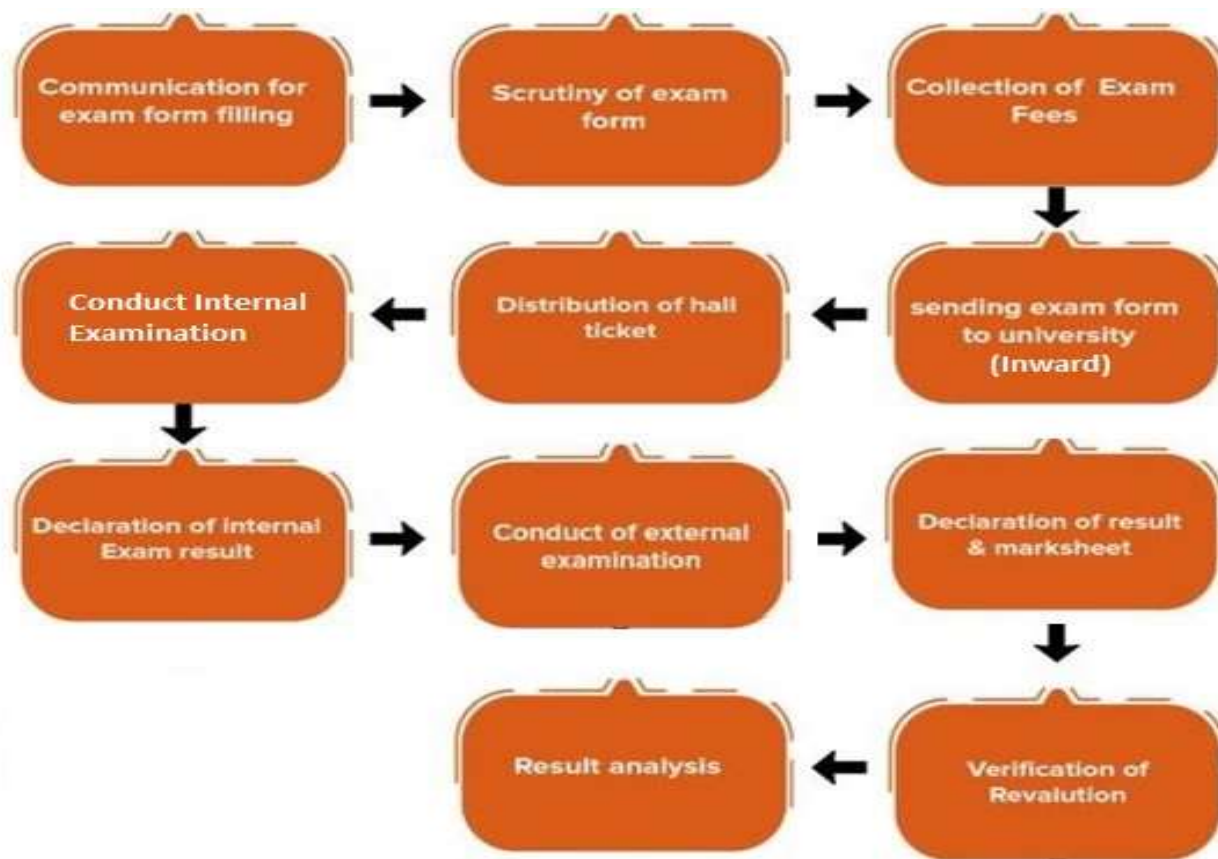 Communication for
exam form filling
Scrutiny of exam
form
Collection of Exam
Fees
sending exam form
to university
(Inward)
Distribution of hall
ticket
Conduct Internal
Examination
Declaration of internal
Exam result
Conduct of external
examination
Declaration of result
& marksheet
Verification of
Revalution
Result analysis